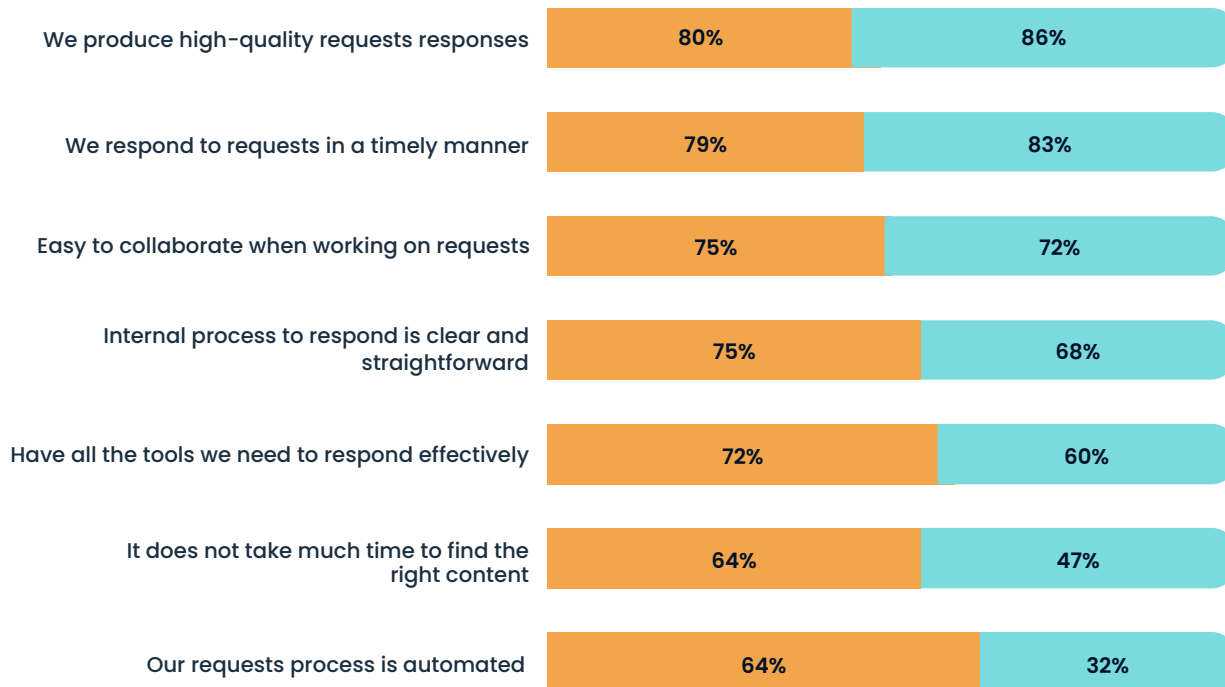 We produce high-quality requests responses 80% 86%
We respond to requests in a timely manner 79% 83%
Easy to collaborate when working on requests 75% 72%
Internal process to respond is clear and
straightforward 75% 68%
Have all the tools we need to respond effectively 72% 60%
It does not take much time to find the
right content 64% 47%
Our requests process is automated 64% 32%